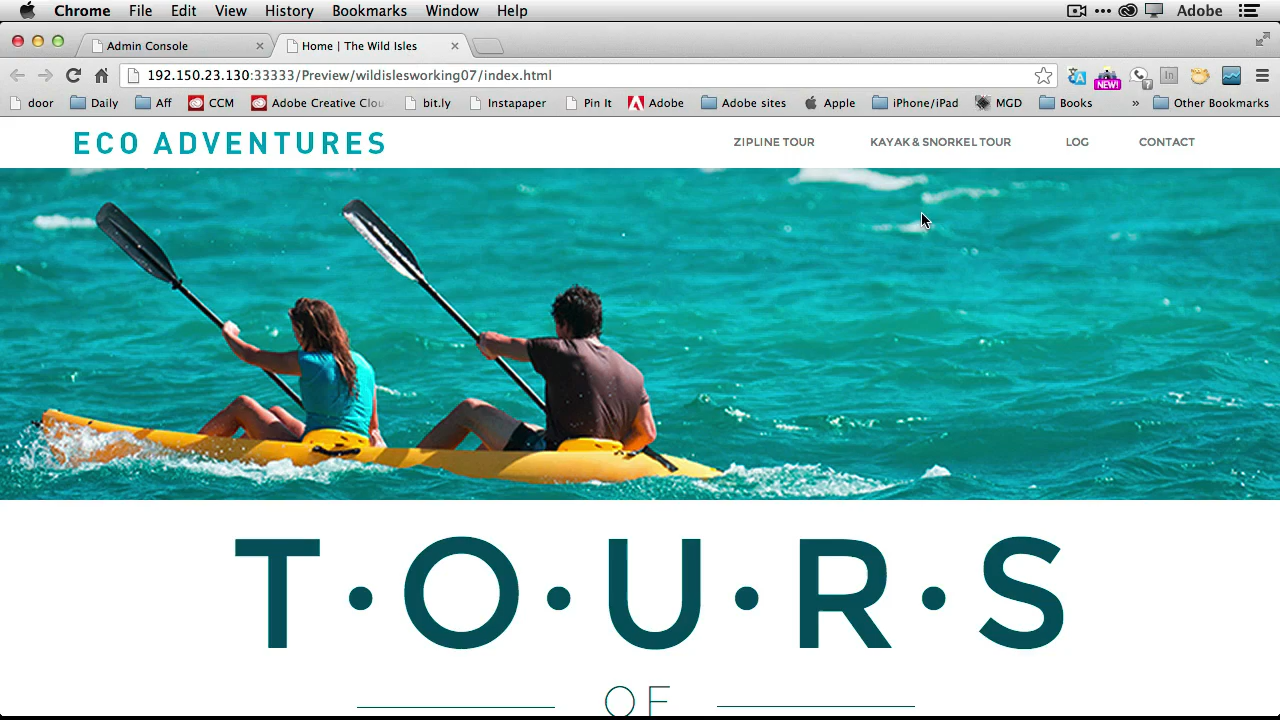 Chrome File Edit View History Bookmarks Window Help Adobe
Admin Console Home | The Wild Isles
192.150.23.130:33333/Preview/wildislesworking07/index.html
door Daily Aff CCM Adobe Creative Clou bit.ly Instapaper Pin It Adobe Adobe sites Apple iPhone/iPad MGD Books » Other Bookmarks
NEW!
ECO ADVENTURES ZIPLINE TOUR KAYAK & SNORKEL TOUR LOG CONTACT
T•O•U•R•S
OF